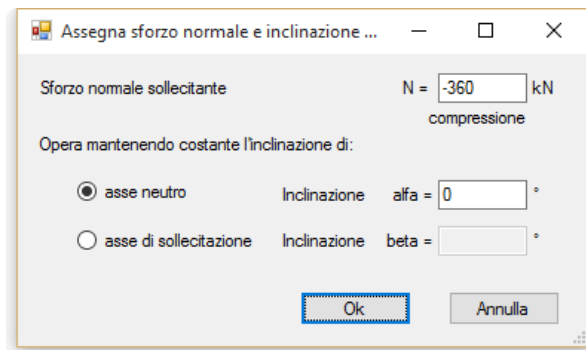 Assegna sforzo normale e inclinazione ...
Sforzo normale sollecitante N = -360 kN
compressione
Opera mantenendo costante l'inclinazione di:
asse neutro Inclinazione alfa = 0 °
asse di sollecitazione Inclinazione beta = °
Ok Annulla